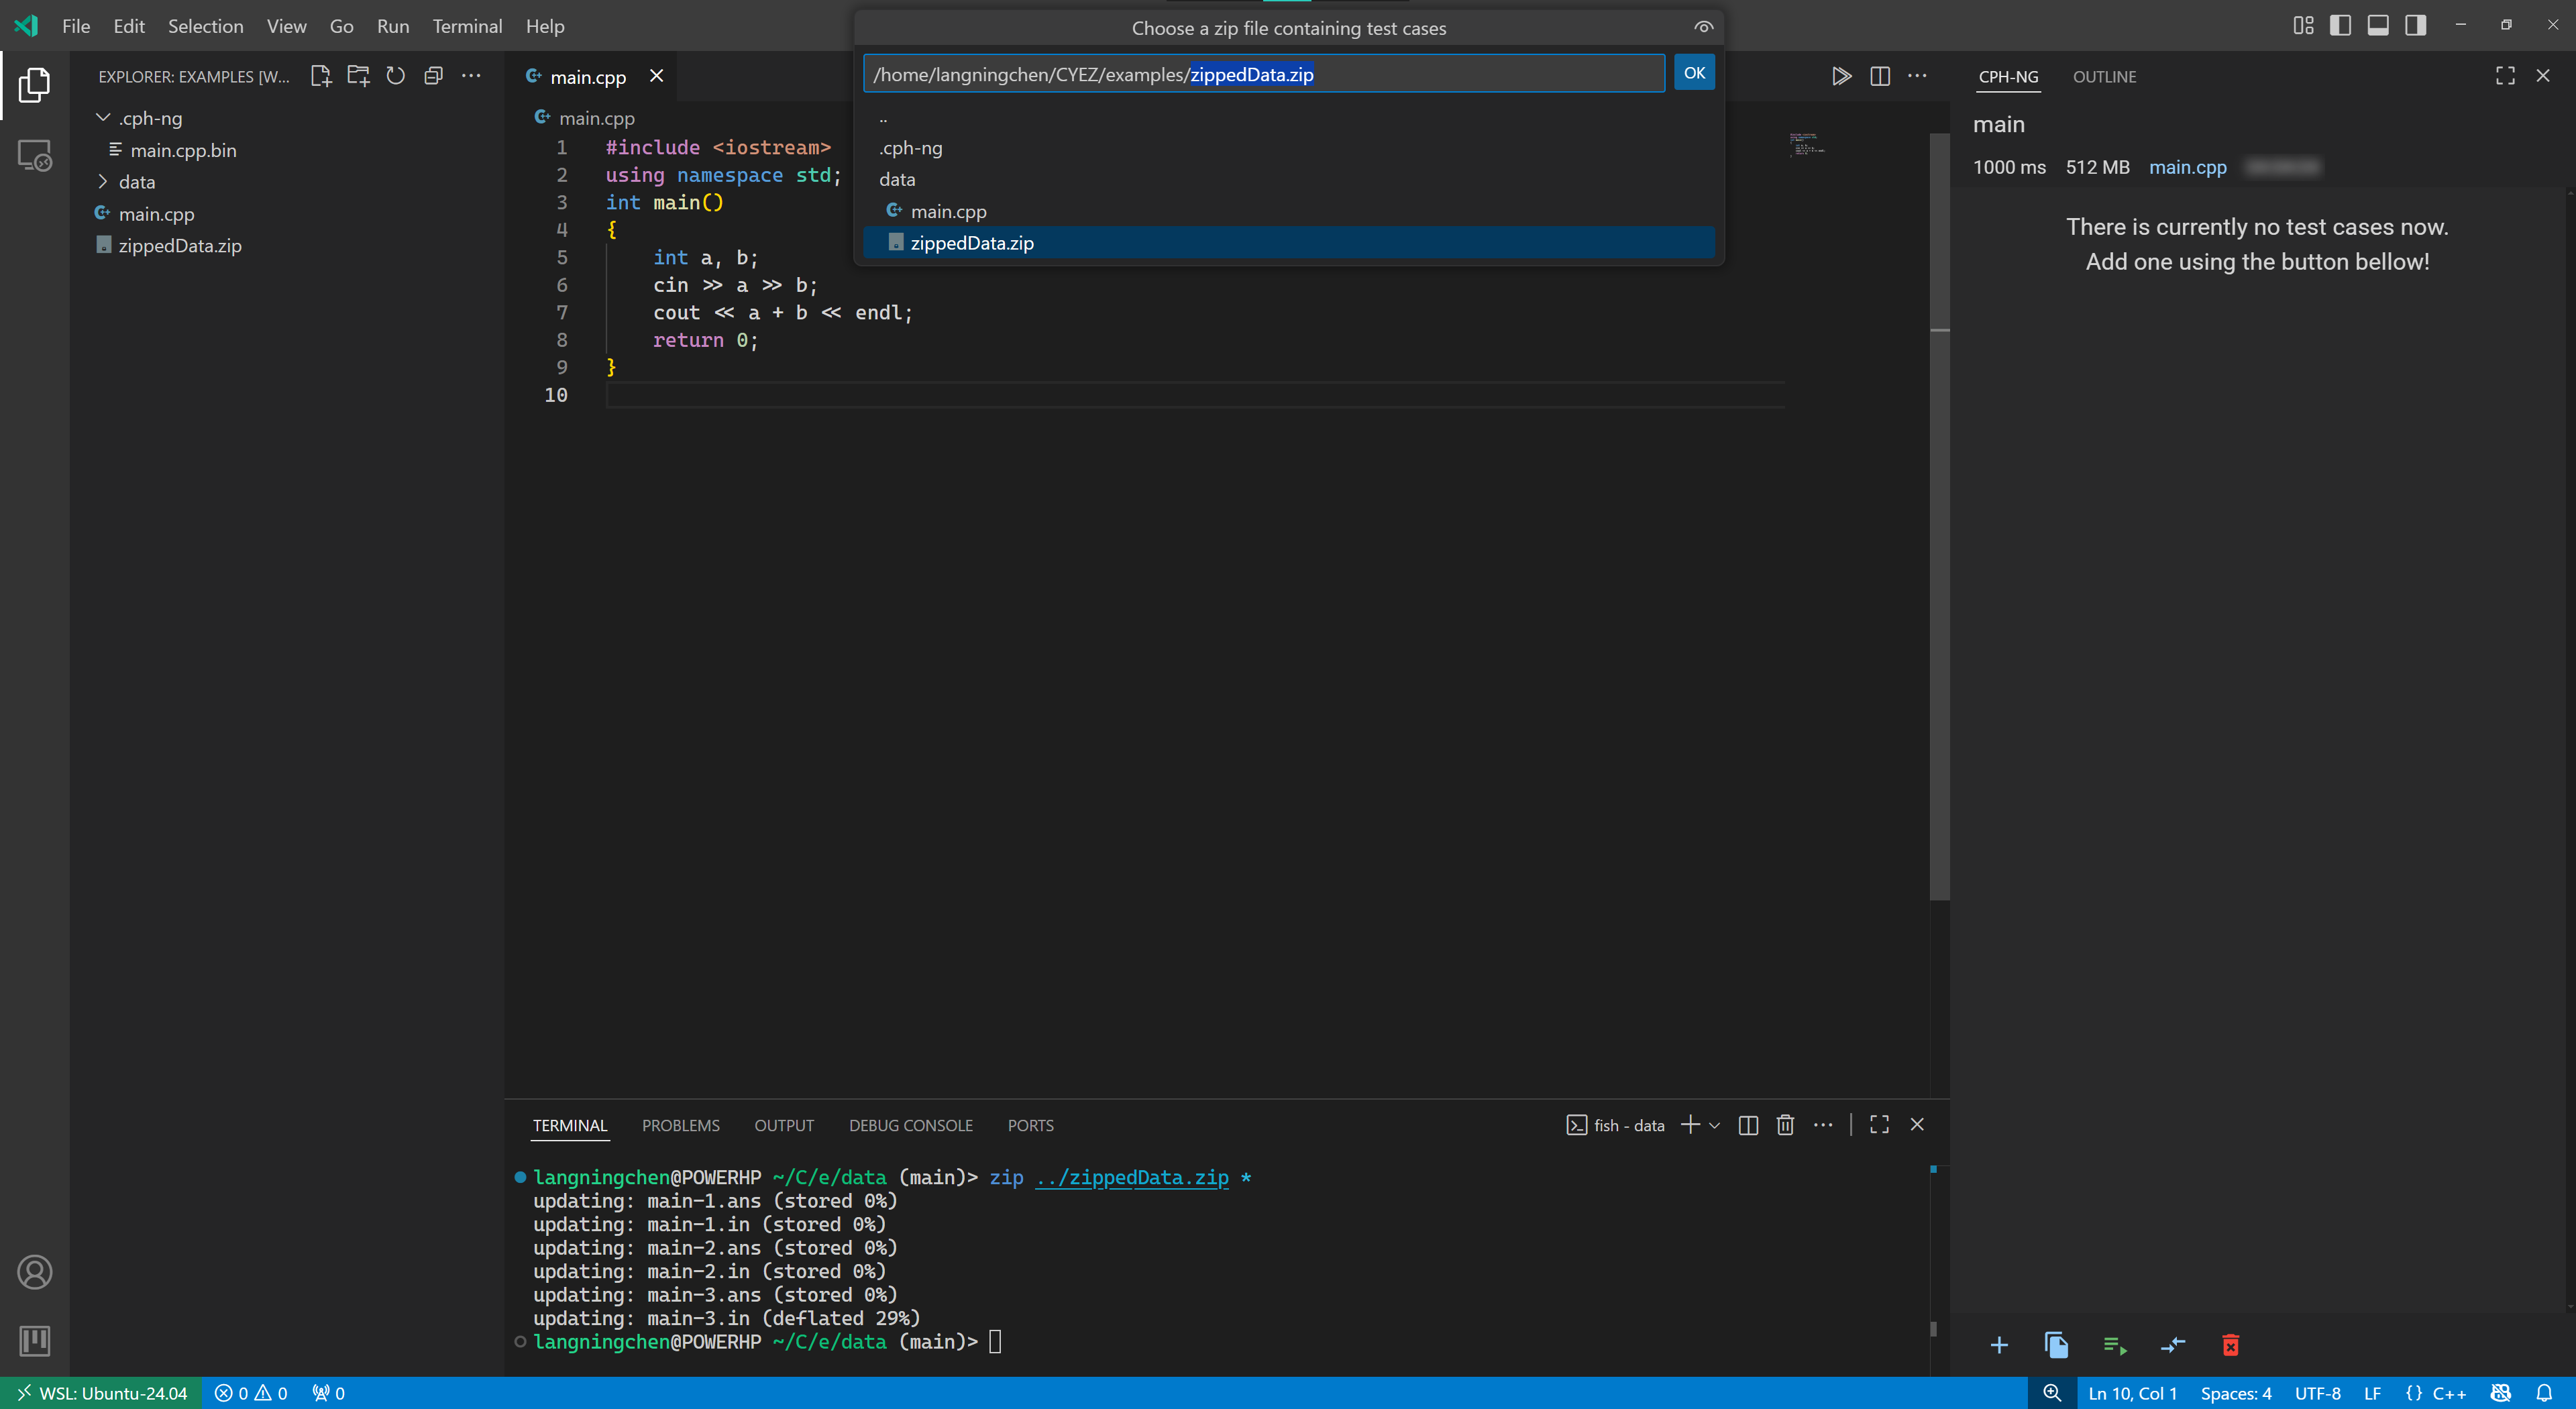 File Edit Selection View Go Run Terminal Help
Choose a zip file containing test cases
/home/langningchen/CYEZ/examples/zippedData.zip OK
..
.cph-ng
data
main.cpp
zippedData.zip
EXPLORER: EXAMPLES [W...
.cph-ng
main.cpp.bin
data
main.cpp
zippedData.zip
main.cpp
main.cpp
1 #include <iostream>
2 using namespace std;
3 int main()
4 {
5 int a, b;
6 cin >> a >> b;
7 cout << a + b << endl;
8 return 0;
9 }
10
CPH-NG OUTLINE
main
1000 ms 512 MB main.cpp
There is currently no test cases now.
Add one using the button bellow!
TERMINAL PROBLEMS OUTPUT DEBUG CONSOLE PORTS
fish - data
langningchen@POWERHP ~/C/e/data (main)> zip ../zippedData.zip *
updating: main-1.ans (stored 0%)
updating: main-1.in (stored 0%)
updating: main-2.ans (stored 0%)
updating: main-2.in (stored 0%)
updating: main-3.ans (stored 0%)
updating: main-3.in (deflated 29%)
langningchen@POWERHP ~/C/e/data (main)>
WSL: Ubuntu-24.04 0 0 0
Ln 10, Col 1 Spaces: 4 UTF-8 LF {} C++